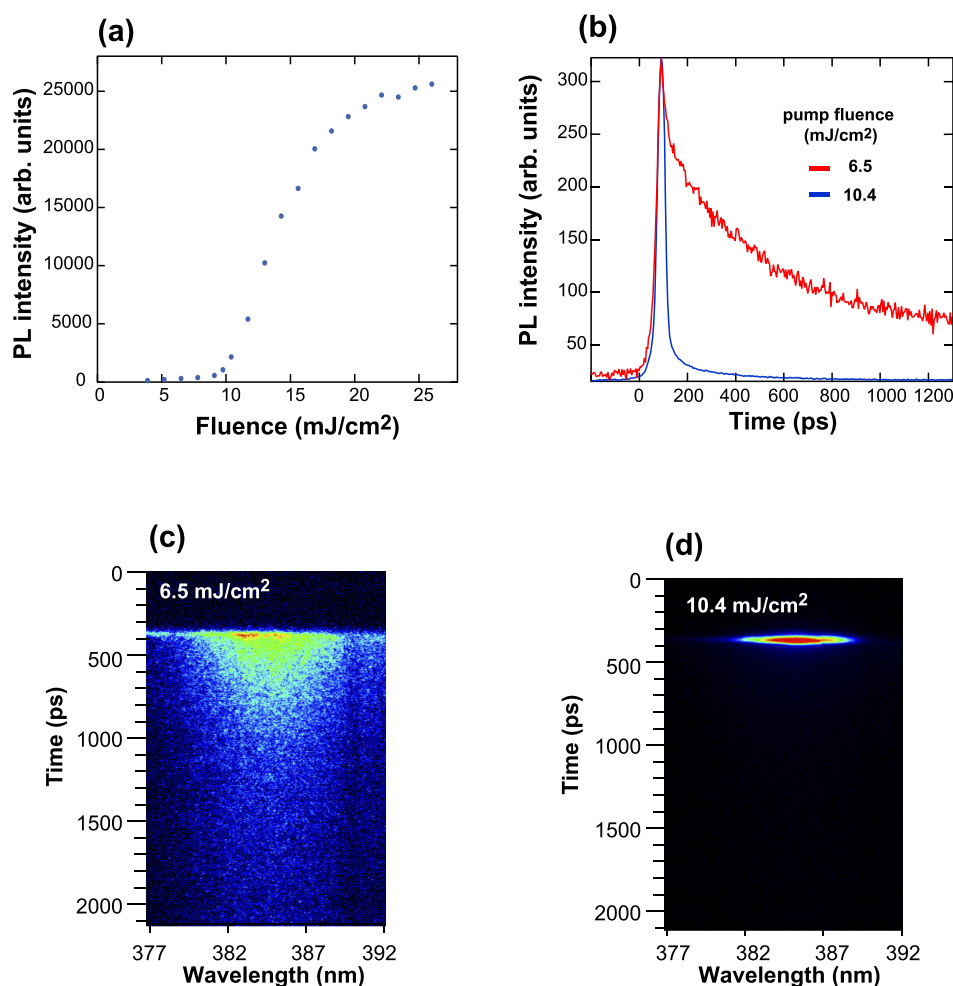 (a)
PL intensity (arb. units)
25000
20000
15000
10000
5000
0
0 5 10 15 20 25
Fluence (mJ/cm²)
(b)
PL intensity (arb. units)
300
250
200
150
100
50
pump fluence
(mJ/cm²)
6.5
10.4
0 200 400 600 800 1000 1200
Time (ps)
(c)
6.5 mJ/cm²
Time (ps)
0
500
1000
1500
2000
377 382 387 392
Wavelength (nm)
(d)
10.4 mJ/cm²
Time (ps)
0
500
1000
1500
2000
377 382 387 392
Wavelength (nm)